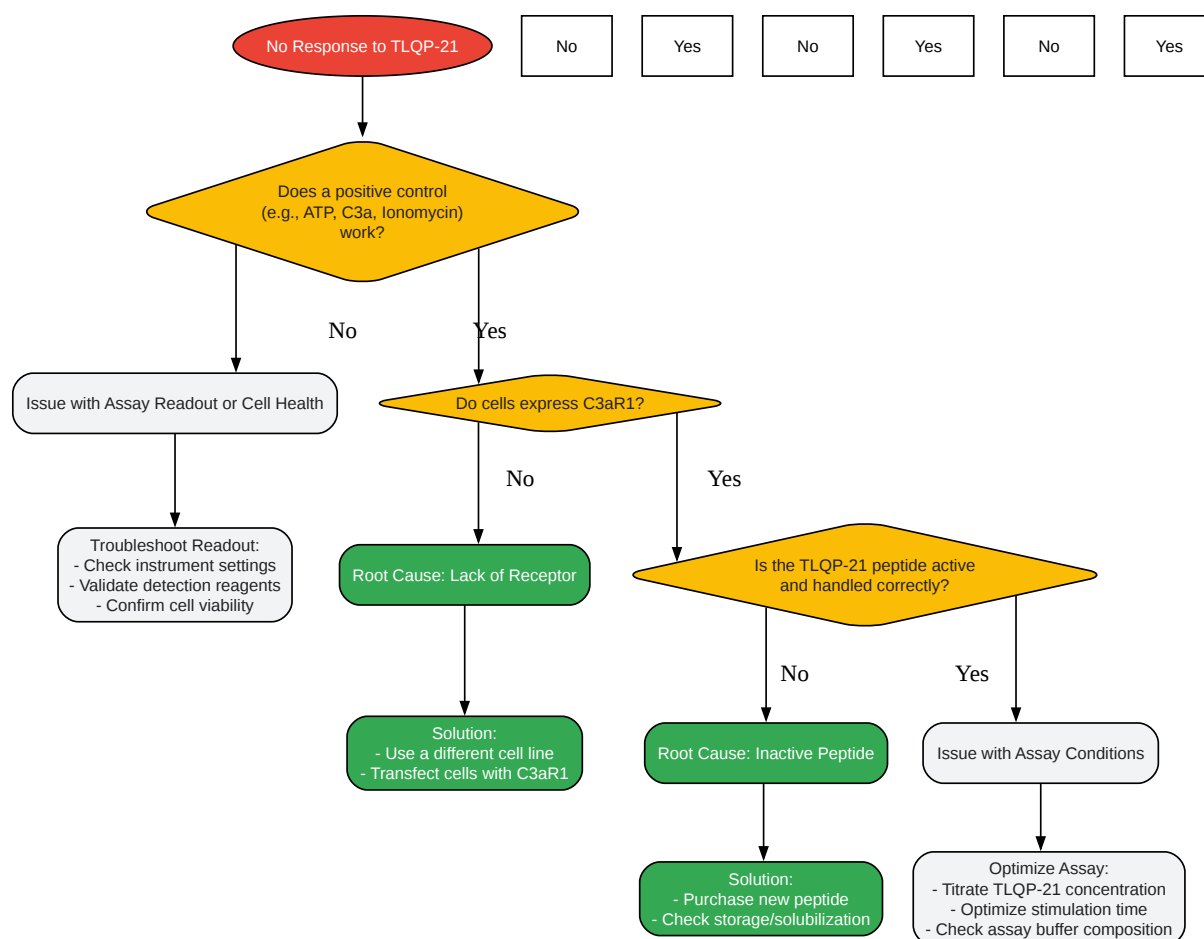 No Response to TLQP-21
No
Yes
No
Yes
No
Yes
Does a positive control
(e.g., ATP, C3a, Ionomycin)
work?
No
Yes
Issue with Assay Readout or Cell Health
Do cells express C3aR1?
No
Yes
Troubleshoot Readout:
- Check instrument settings
- Validate detection reagents
- Confirm cell viability
Root Cause: Lack of Receptor
Is the TLQP-21 peptide active
and handled correctly?
No
Yes
Solution:
- Use a different cell line
- Transfect cells with C3aR1
Root Cause: Inactive Peptide
Issue with Assay Conditions
Solution:
- Purchase new peptide
- Check storage/solubilization
Optimize Assay:
- Titrate TLQP-21 concentration
- Optimize stimulation time
- Check assay buffer composition